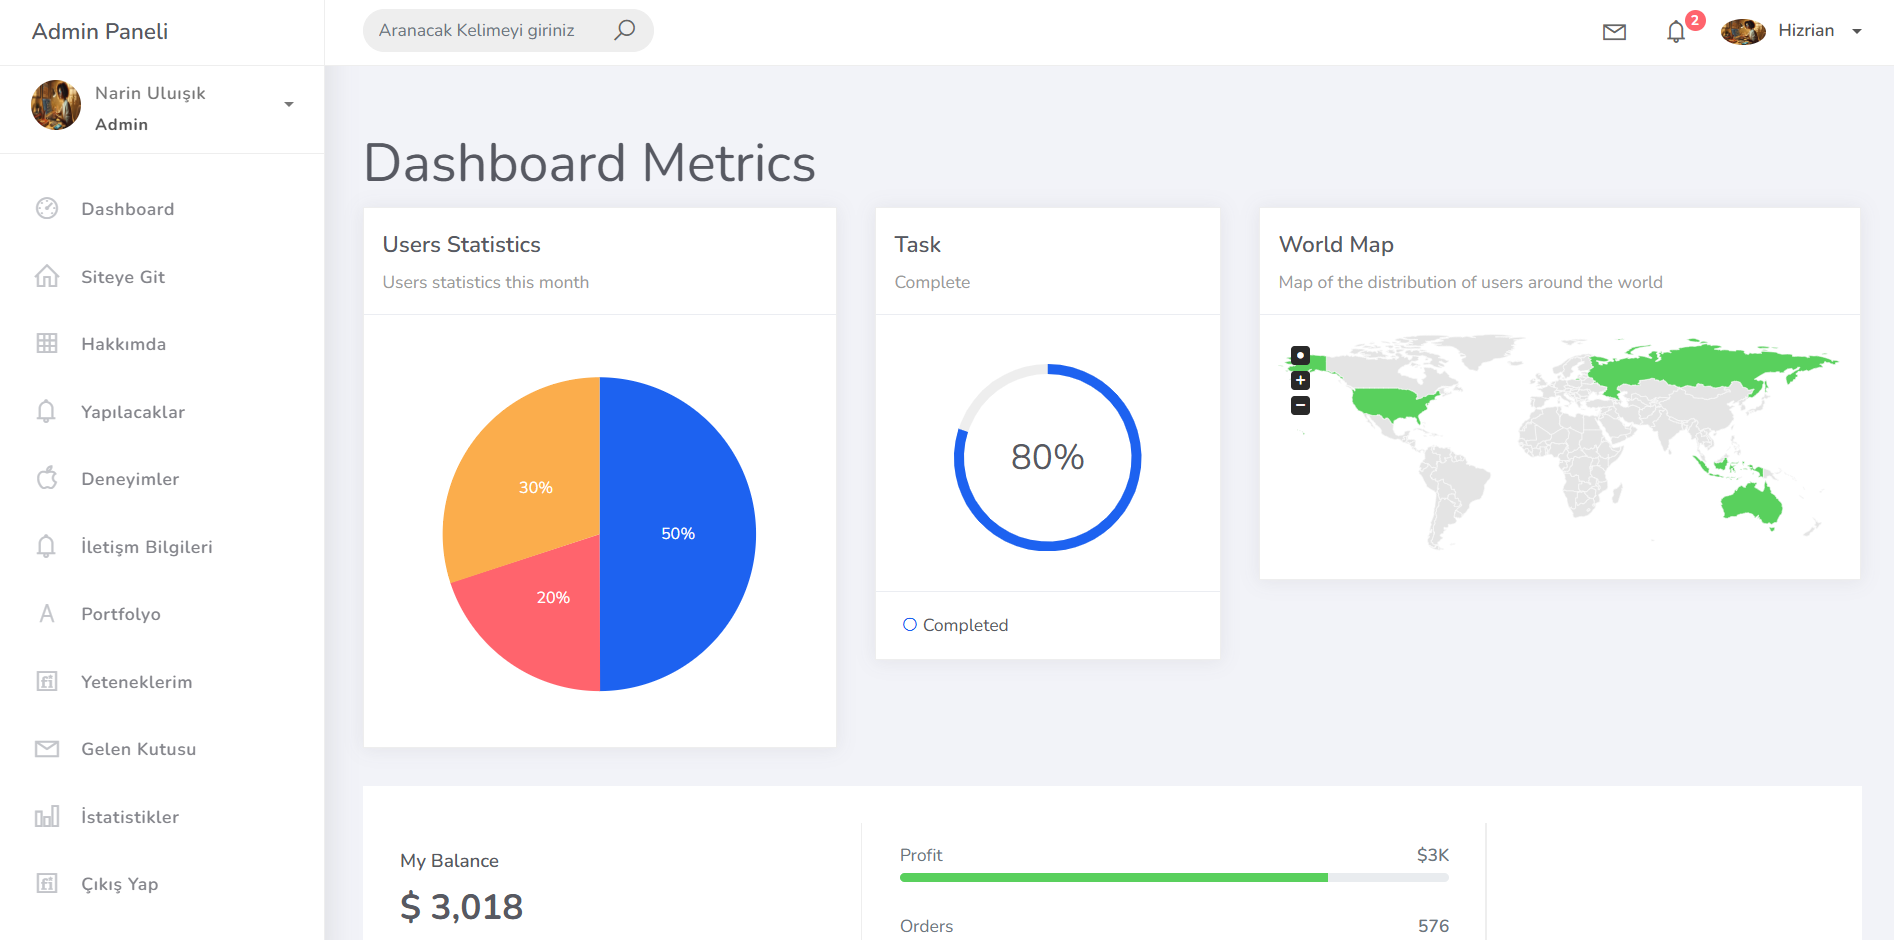 Admin Paneli
Aranacak Kelimeyi giriniz
2
Hizrian
Narin Uluışık
Admin
Dashboard
Siteye Git
Hakkımda
Yapılacaklar
Deneyimler
İletişm Bilgileri
Portfolyo
Yeteneklerim
Gelen Kutusu
İstatistikler
Çıkış Yap
Dashboard Metrics
Users Statistics
Users statistics this month
30%
50%
20%
Task
Complete
80%
Completed
World Map
Map of the distribution of users around the world
+
−
My Balance
$ 3,018
Profit $3K
Orders 576